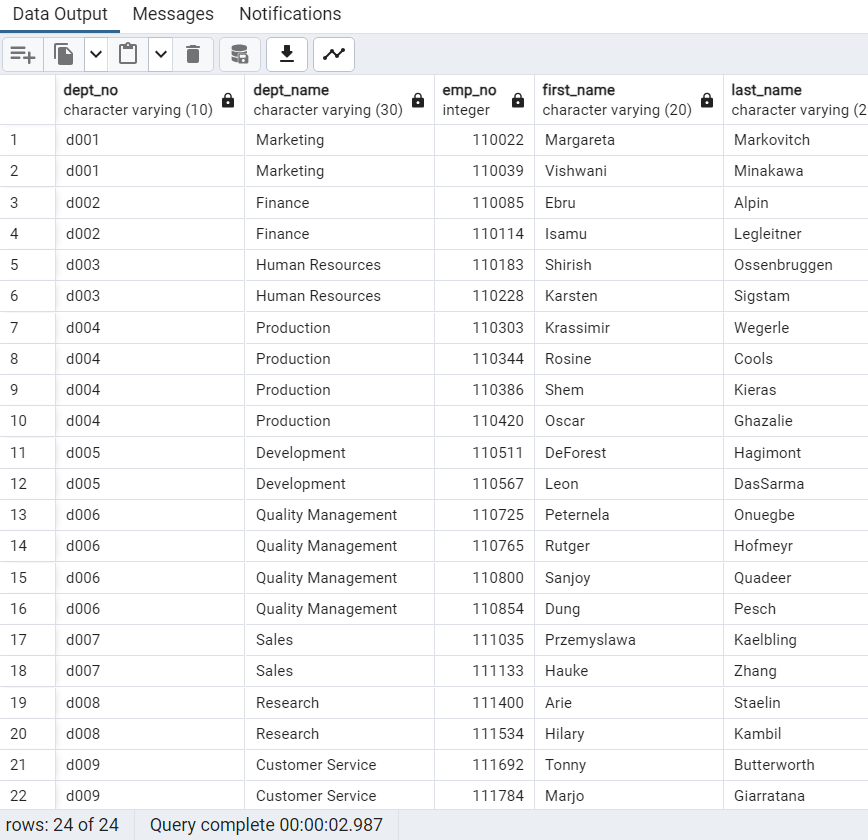 Data Output Messages Notifications
dept_no dept_name emp_no first_name last_name
character varying (10) character varying (30) integer character varying (20) character varying (2
1 d001 Marketing 110022 Margareta Markovitch
2 d001 Marketing 110039 Vishwani Minakawa
3 d002 Finance 110085 Ebru Alpin
4 d002 Finance 110114 Isamu Legleitner
5 d003 Human Resources 110183 Shirish Ossenbruggen
6 d003 Human Resources 110228 Karsten Sigstam
7 d004 Production 110303 Krassimir Wegerle
8 d004 Production 110344 Rosine Cools
9 d004 Production 110386 Shem Kieras
10 d004 Production 110420 Oscar Ghazalie
11 d005 Development 110511 DeForest Hagimont
12 d005 Development 110567 Leon DasSarma
13 d006 Quality Management 110725 Peternela Onuegbe
14 d006 Quality Management 110765 Rutger Hofmeyr
15 d006 Quality Management 110800 Sanjoy Quadeer
16 d006 Quality Management 110854 Dung Pesch
17 d007 Sales 111035 Przemyslawa Kaelbling
18 d007 Sales 111133 Hauke Zhang
19 d008 Research 111400 Arie Staelin
20 d008 Research 111534 Hilary Kambil
21 d009 Customer Service 111692 Tonny Butterworth
22 d009 Customer Service 111784 Marjo Giarratana
rows: 24 of 24 Query complete 00:00:02.987